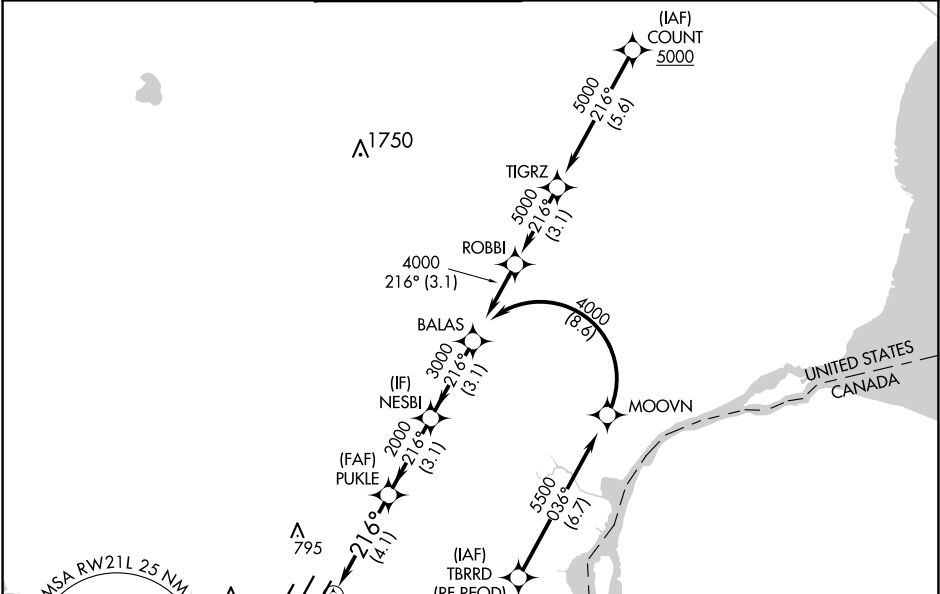 (IAF)
COUNT
5000
5000
216°
(5.6)
1750
TIGRZ
5000
216°
(3.1)
ROBBI
4000
216° (3.1)
4000
(8.6)
BALAS
3000
216°
(3.1)
UNITED STATES
CANADA
(IF)
NESBI
MOOVN
2000
216°
(3.1)
(FAF)
PUKLE
5500
036°
(6.7)
216°
(4.1)
795
(IAF)
TBRRD
(RF REQD)
MSA RW21L 25 NM